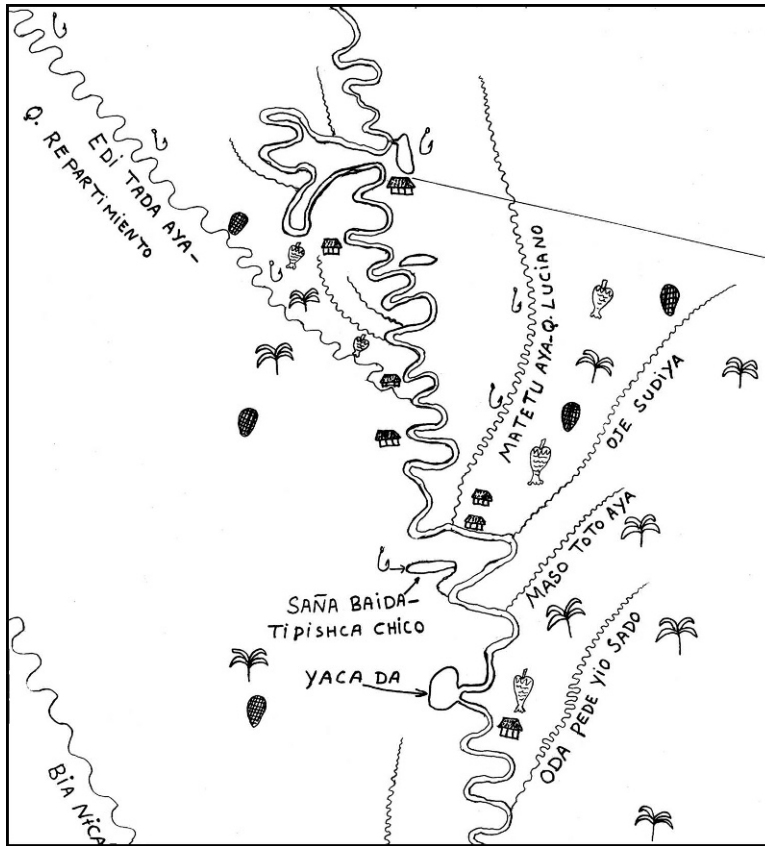 EDI TADA AYA-
Q. REPARTIMIENTO
MATETU AYA-Q. LUCIANO
OJE SUDIYA
MASO TOTO AYA
SAÑA BAIDA-
TIPISHCA CHICO
YACA DA
ODA PEDE YIO SADO
BIA NICA